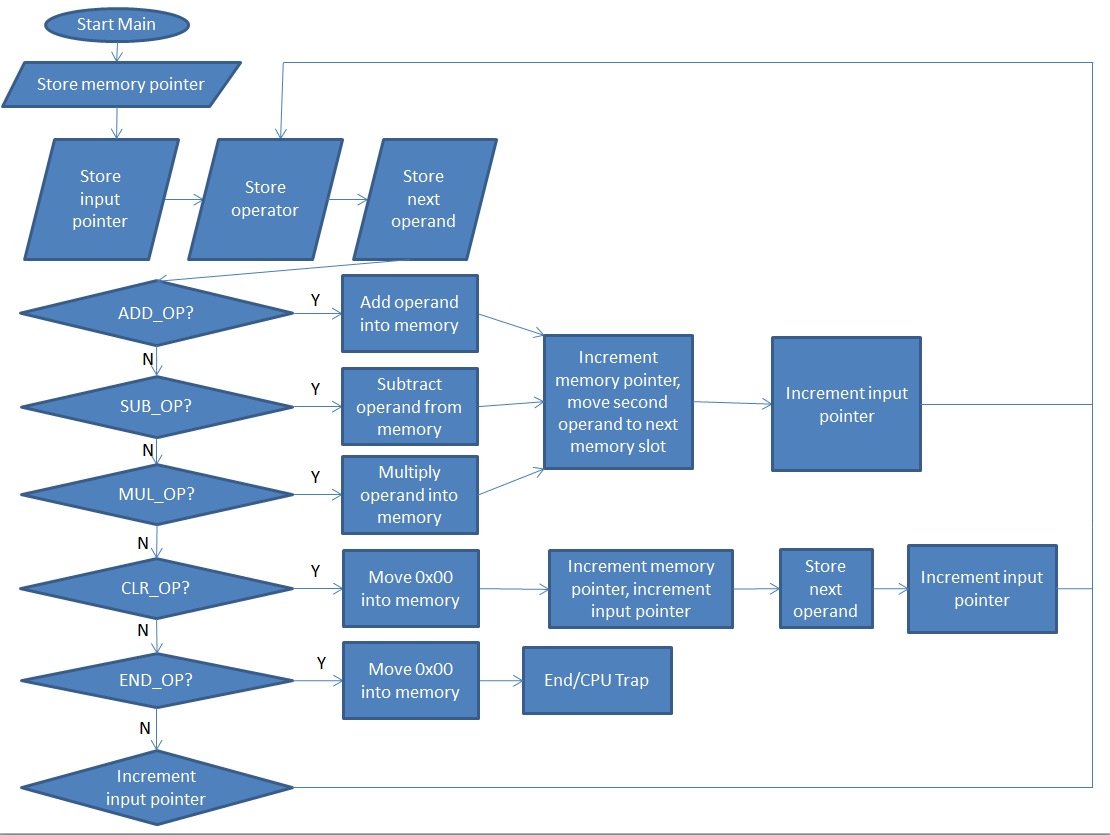 Start Main
Store memory pointer
Store
input
pointer
Store
operator
Store
next
operand
ADD_OP?
Y
Add operand
into memory
N
SUB_OP?
Y
Subtract
operand from
memory
Increment
memory pointer,
move second
operand to next
memory slot
Increment input
pointer
N
MUL_OP?
Y
Multiply
operand into
memory
N
CLR_OP?
Y
Move 0x00
into memory
Increment memory
pointer, increment
input pointer
Store
next
operand
Increment input
pointer
N
END_OP?
Y
Move 0x00
into memory
End/CPU Trap
N
Increment
input pointer